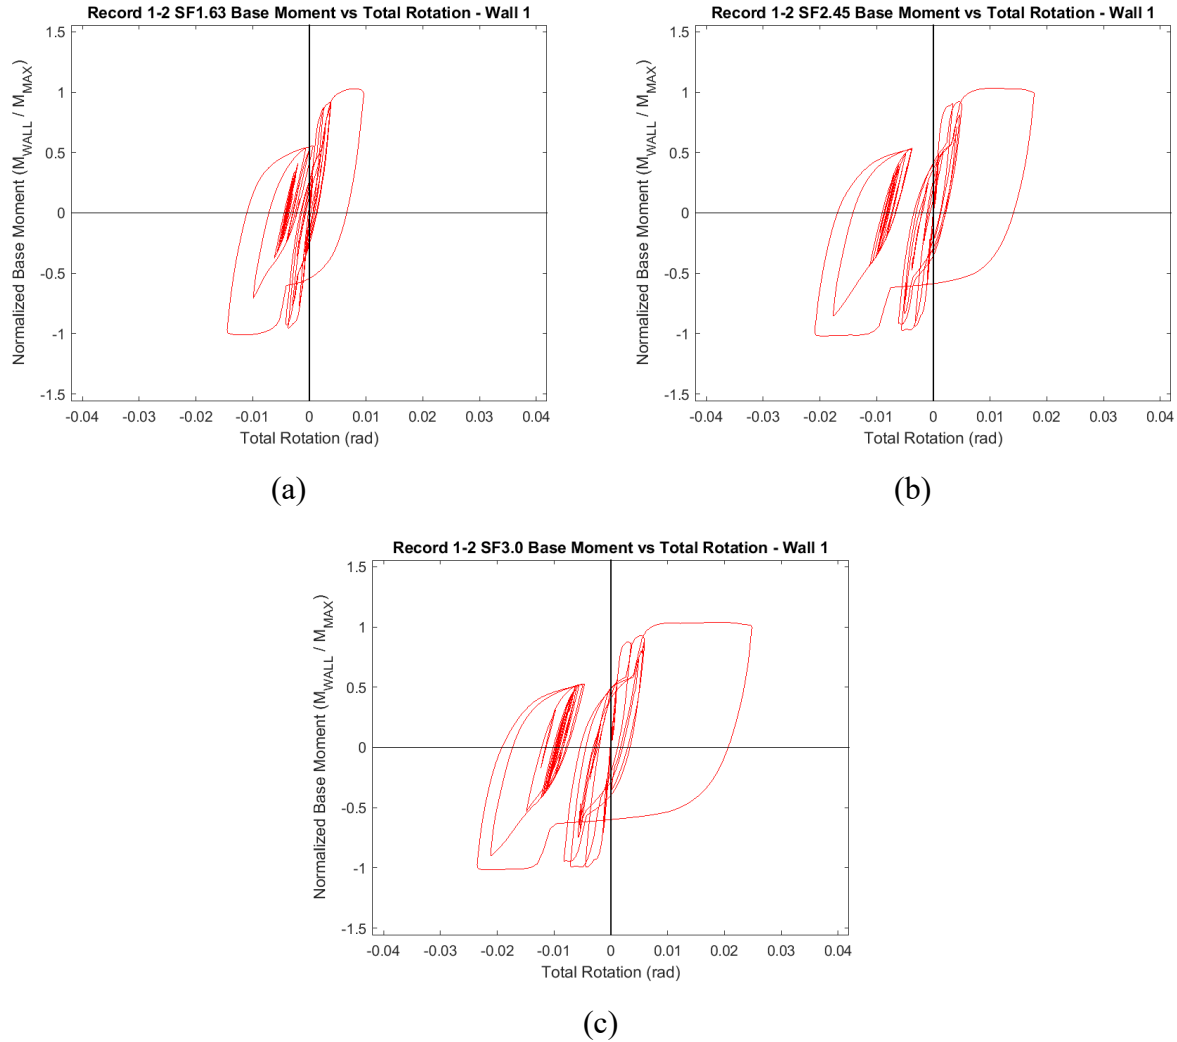 Record 1-2 SF1.63 Base Moment vs Total Rotation - Wall 1
Normalized Base Moment (M_WALL / M_MAX)
1.5
1
0.5
0
-0.5
-1
-1.5
-0.04 -0.03 -0.02 -0.01 0 0.01 0.02 0.03 0.04
Total Rotation (rad)
(a)
Record 1-2 SF2.45 Base Moment vs Total Rotation - Wall 1
Normalized Base Moment (M_WALL / M_MAX)
1.5
1
0.5
0
-0.5
-1
-1.5
-0.04 -0.03 -0.02 -0.01 0 0.01 0.02 0.03 0.04
Total Rotation (rad)
(b)
Record 1-2 SF3.0 Base Moment vs Total Rotation - Wall 1
Normalized Base Moment (M_WALL / M_MAX)
1.5
1
0.5
0
-0.5
-1
-1.5
-0.04 -0.03 -0.02 -0.01 0 0.01 0.02 0.03 0.04
Total Rotation (rad)
(c)